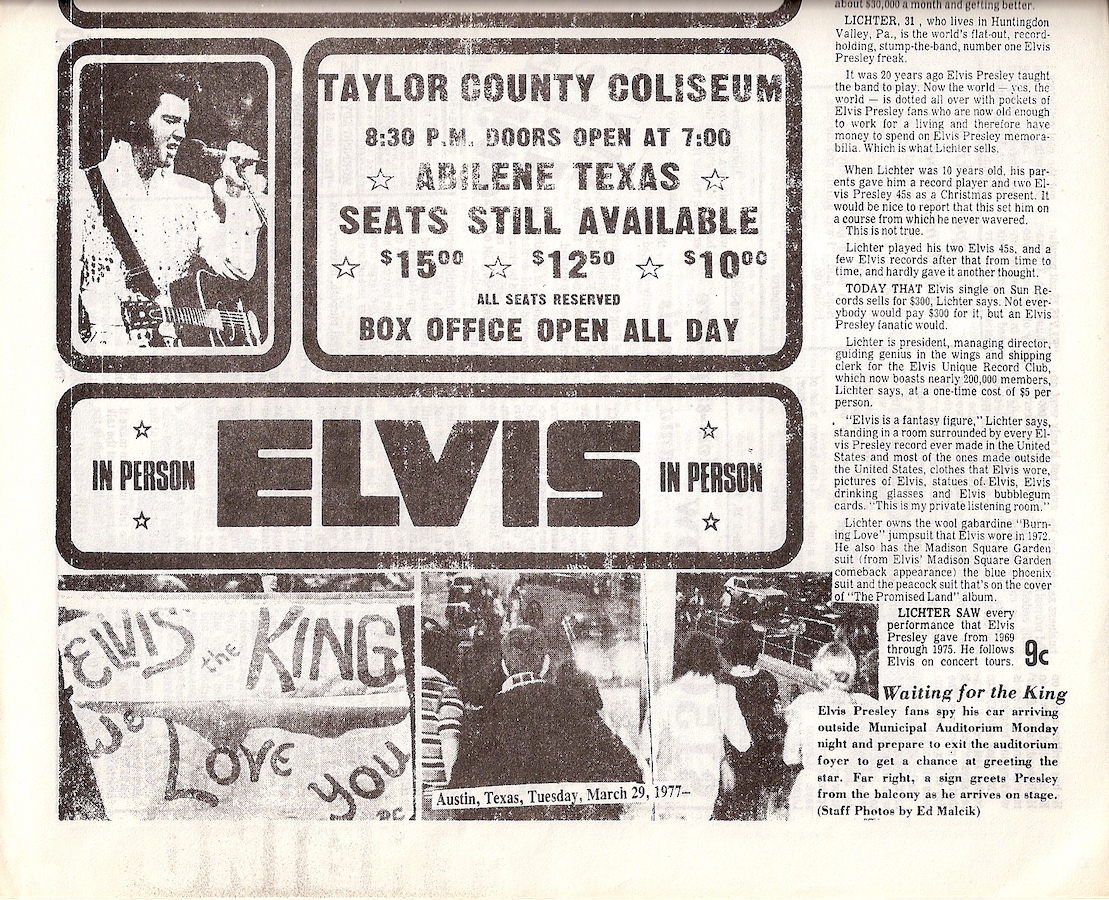 TAYLOR COUNTY COLISEUM
8:30 P.M. DOORS OPEN AT 7:00
ABILENE TEXAS
SEATS STILL AVAILABLE
$15⁰⁰ $12⁵⁰ $10⁰⁰
ALL SEATS RESERVED
BOX OFFICE OPEN ALL DAY
IN PERSON
ELVIS
IN PERSON
ELVIS
the KING
We
Love
you
Austin, Texas, Tuesday, March 29, 1977–
about $30,000 a month and getting better.
LICHTER, 31 , who lives in Huntingdon
Valley, Pa., is the world's flat-out, record-
holding, stump-the-band, number one Elvis
Presley freak.
It was 20 years ago Elvis Presley taught
the band to play. Now the world — yes, the
world — is dotted all over with pockets of
Elvis Presley fans who are now old enough
to work for a living and therefore have
money to spend on Elvis Presley memora-
bilia. Which is what Lichter sells.
When Lichter was 10 years old, his par-
ents gave him a record player and two El-
vis Presley 45s as a Christmas present. It
would be nice to report that this set him on
a course from which he never wavered.
This is not true.
Lichter played his two Elvis 45s, and a
few Elvis records after that from time to
time, and hardly gave it another thought.
TODAY THAT Elvis single on Sun Re-
cords sells for $300, Lichter says. Not ever-
ybody would pay $300 for it, but an Elvis
Presley fanatic would.
Lichter is president, managing director,
guiding genius in the wings and shipping
clerk for the Elvis Unique Record Club,
which now boasts nearly 200,000 members,
Lichter says, at a one-time cost of $5 per
person.
"Elvis is a fantasy figure," Lichter says,
standing in a room surrounded by every El-
vis Presley record ever made in the United
States and most of the ones made outside
the United States, clothes that Elvis wore,
pictures of Elvis, statues of. Elvis, Elvis
drinking glasses and Elvis bubblegum
cards. "This is my private listening room."
Lichter owns the wool gabardine "Burn-
ing Love" jumpsuit that Elvis wore in 1972.
He also has the Madison Square Garden
suit (from Elvis' Madison Square Garden
comeback appearance) the blue phoenix
suit and the peacock suit that's on the cover
of "The Promised Land" album.
LICHTER SAW every
performance that Elvis
Presley gave from 1969
through 1975. He follows
Elvis on concert tours.
9c
Waiting for the King
Elvis Presley fans spy his car arriving
outside Municipal Auditorium Monday
night and prepare to exit the auditorium
foyer to get a chance at greeting the
star. Far right, a sign greets Presley
from the balcony as he arrives on stage.
(Staff Photos by Ed Malcik)